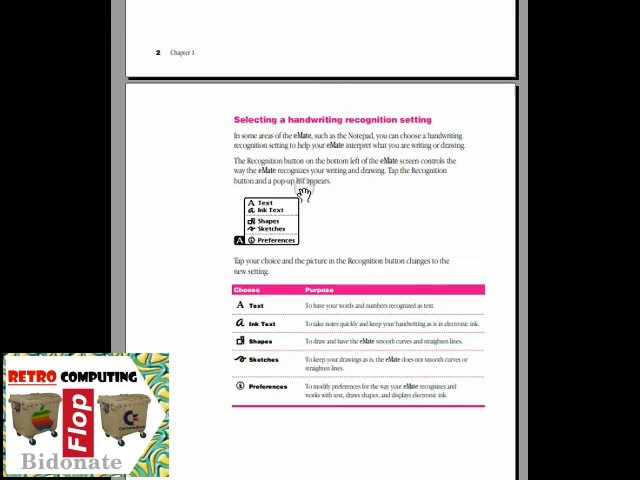 2 Chapter 1
Selecting a handwriting recognition setting
In some areas of the eMate, such as the Notepad, you can choose a handwriting
recognition setting to help your eMate interpret what you are writing or drawing.
The Recognition button on the bottom left of the eMate screen controls the
way the eMate recognizes your writing and drawing. Tap the Recognition
button and a pop-up list appears.
A Text
a Ink Text
Shapes
Sketches
A Preferences
Tap your choice and the picture in the Recognition button changes to the
new setting.
Choose Purpose
A Text To have your words and numbers recognized as text.
a Ink Text To take notes quickly and keep your handwriting as is in electronic ink.
Shapes To draw and have the eMate smooth curves and straighten lines.
Sketches To keep your drawings as is; the eMate does not smooth curves or
straighten lines.
Preferences To modify preferences for the way your eMate recognizes and
works with text, draws shapes, and displays electronic ink.
RETRO COMPUTING
Flop
Commodore
Bidonate